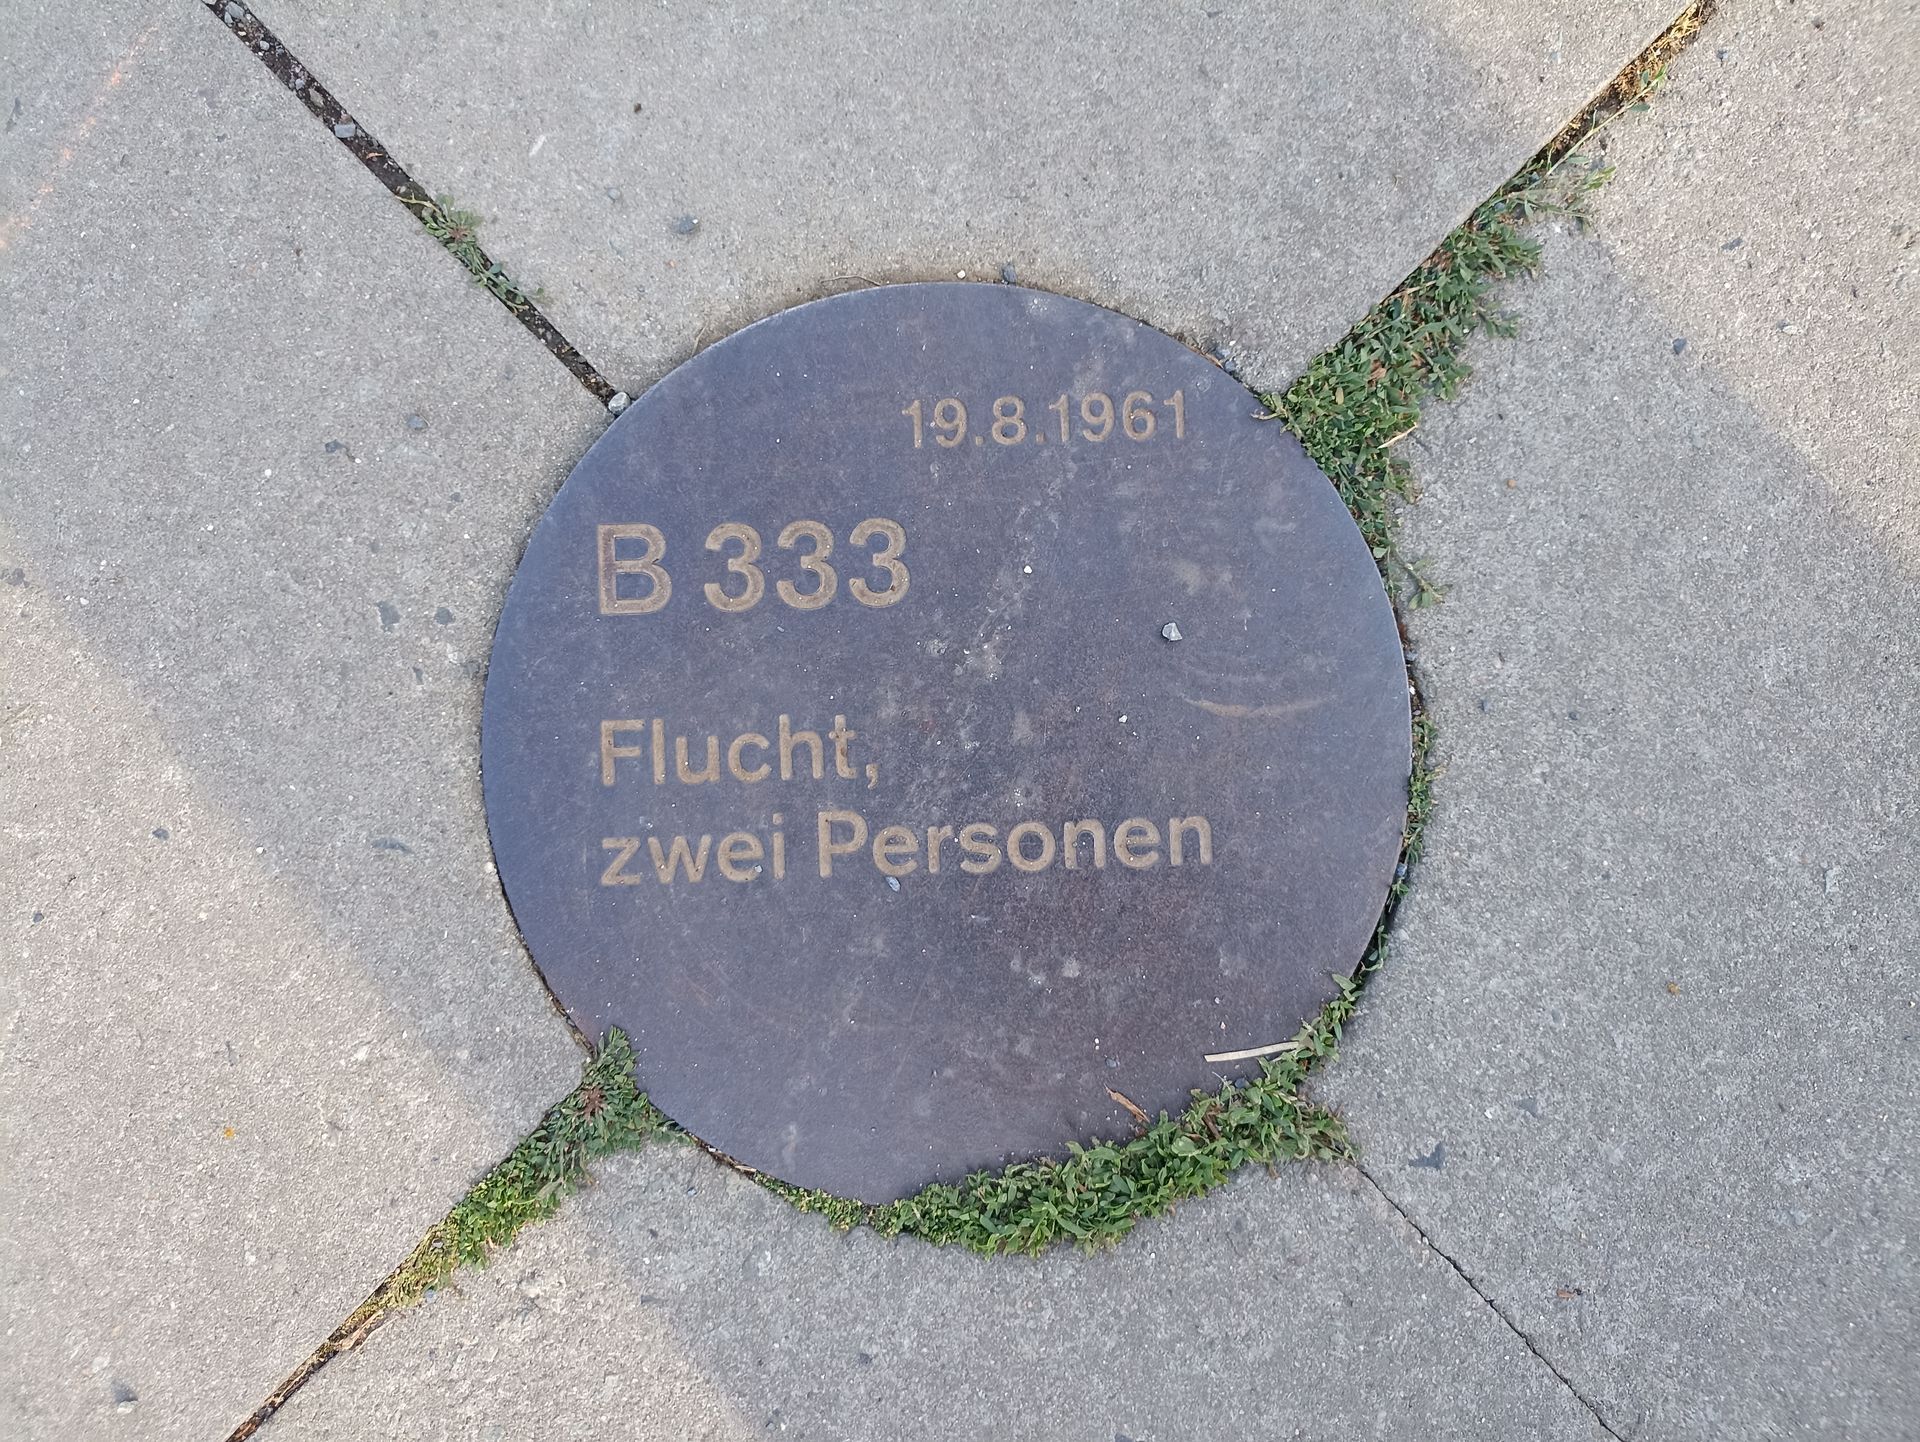 19.8.1961
B 333
Flucht,
zwei Personen